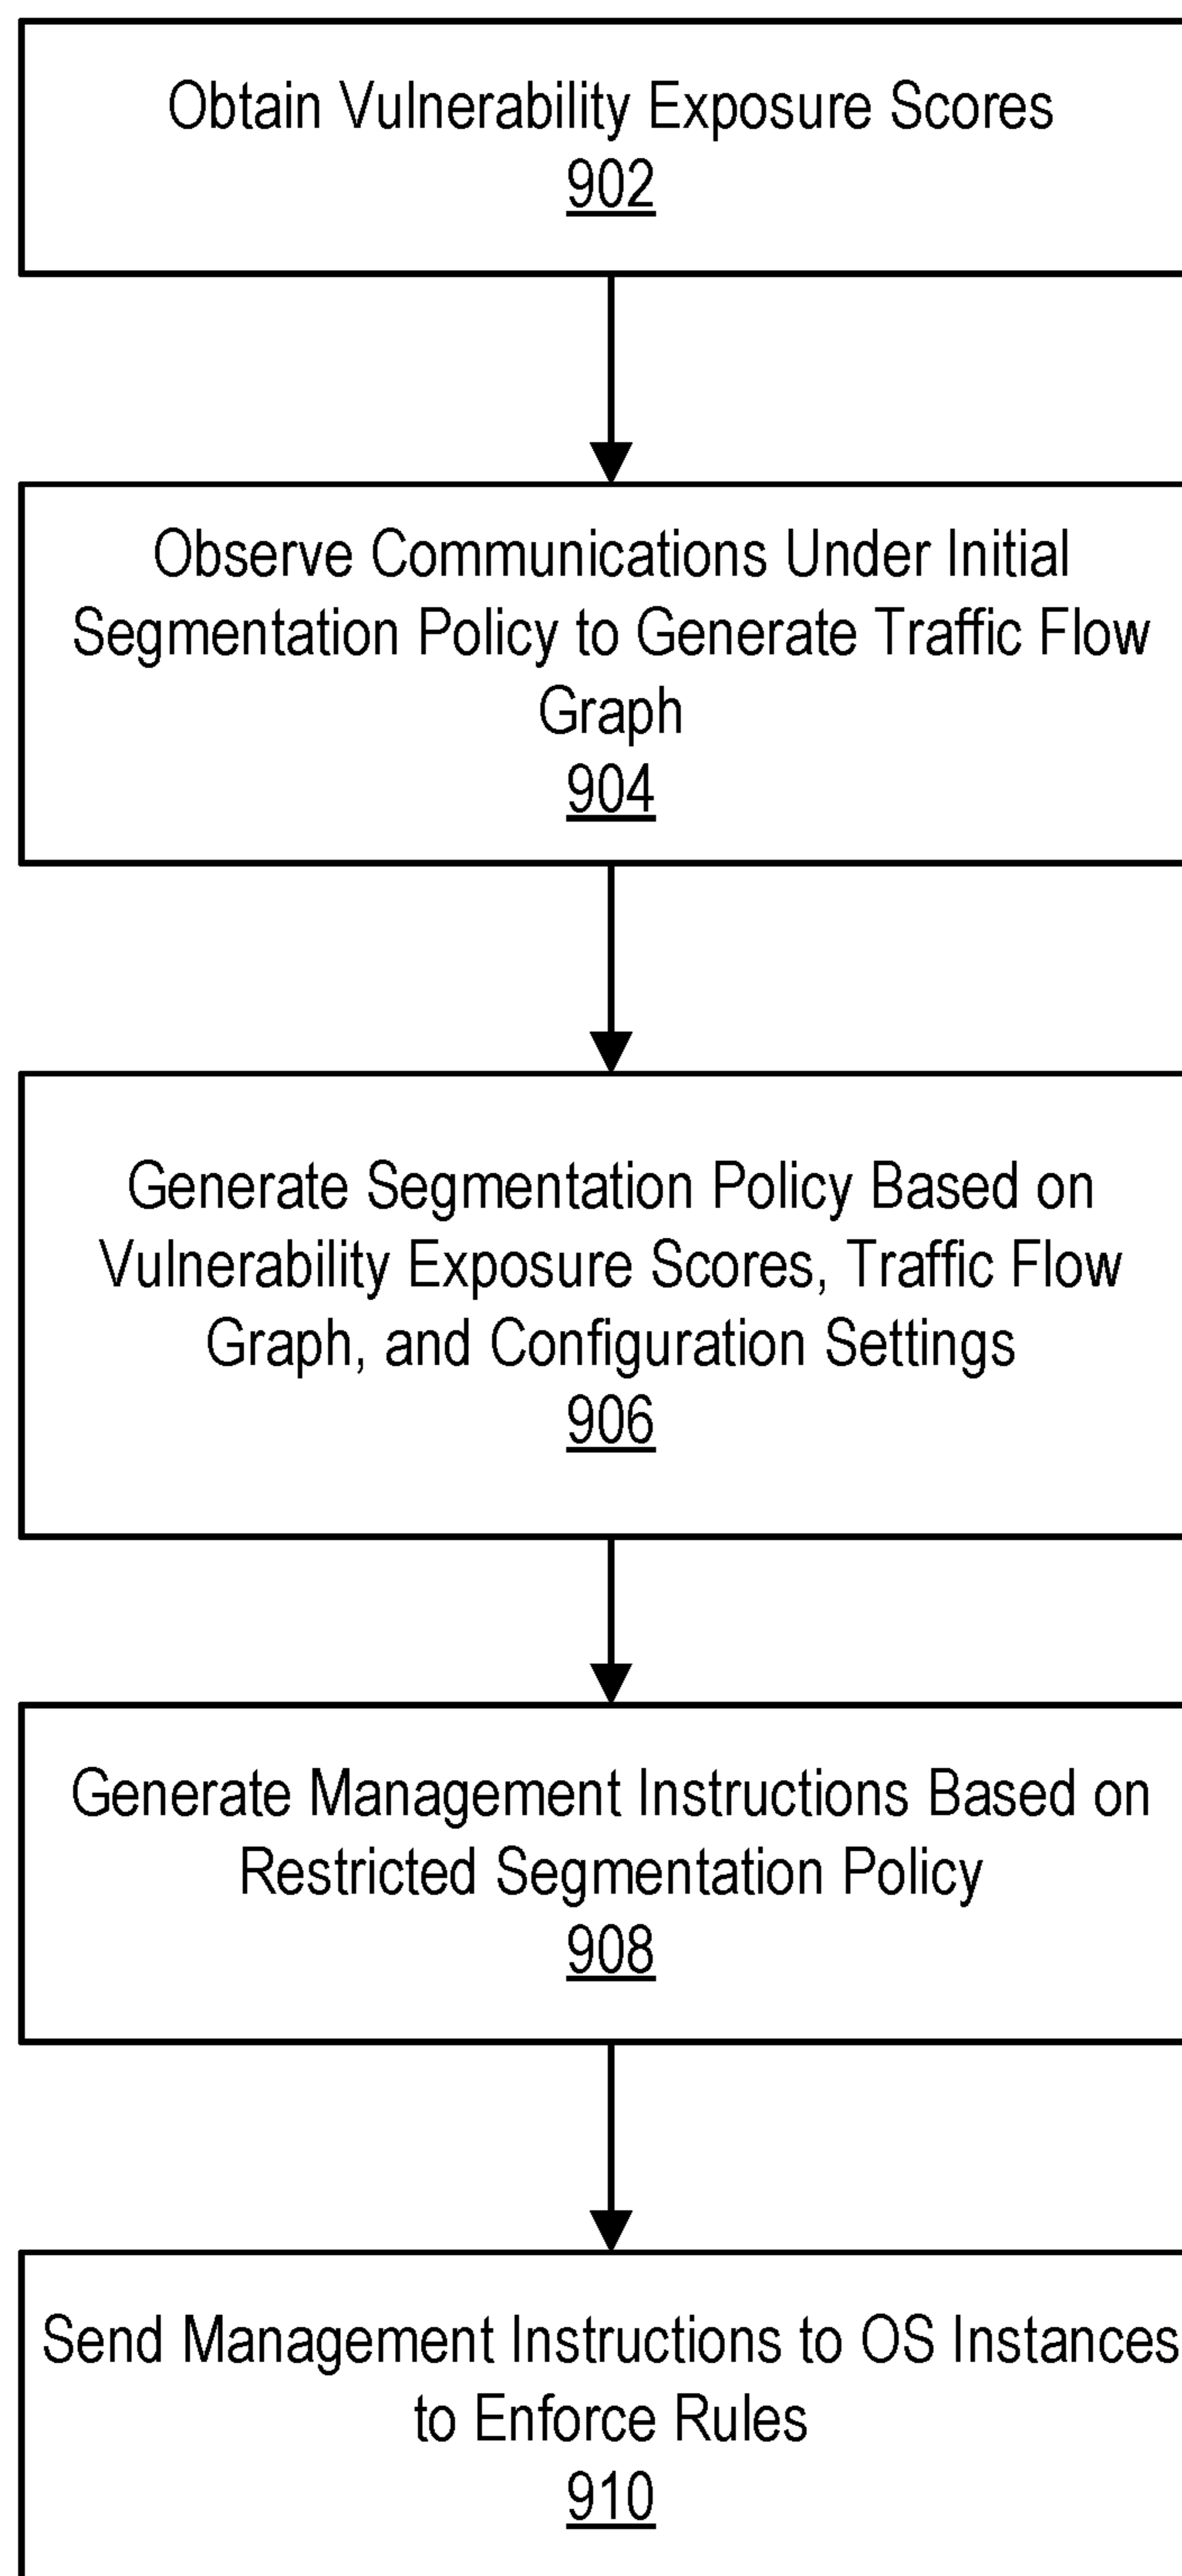 Obtain Vulnerability Exposure Scores
902
Observe Communications Under Initial
Segmentation Policy to Generate Traffic Flow
Graph
904
Generate Segmentation Policy Based on
Vulnerability Exposure Scores, Traffic Flow
Graph, and Configuration Settings
906
Generate Management Instructions Based on
Restricted Segmentation Policy
908
Send Management Instructions to OS Instances
to Enforce Rules
910